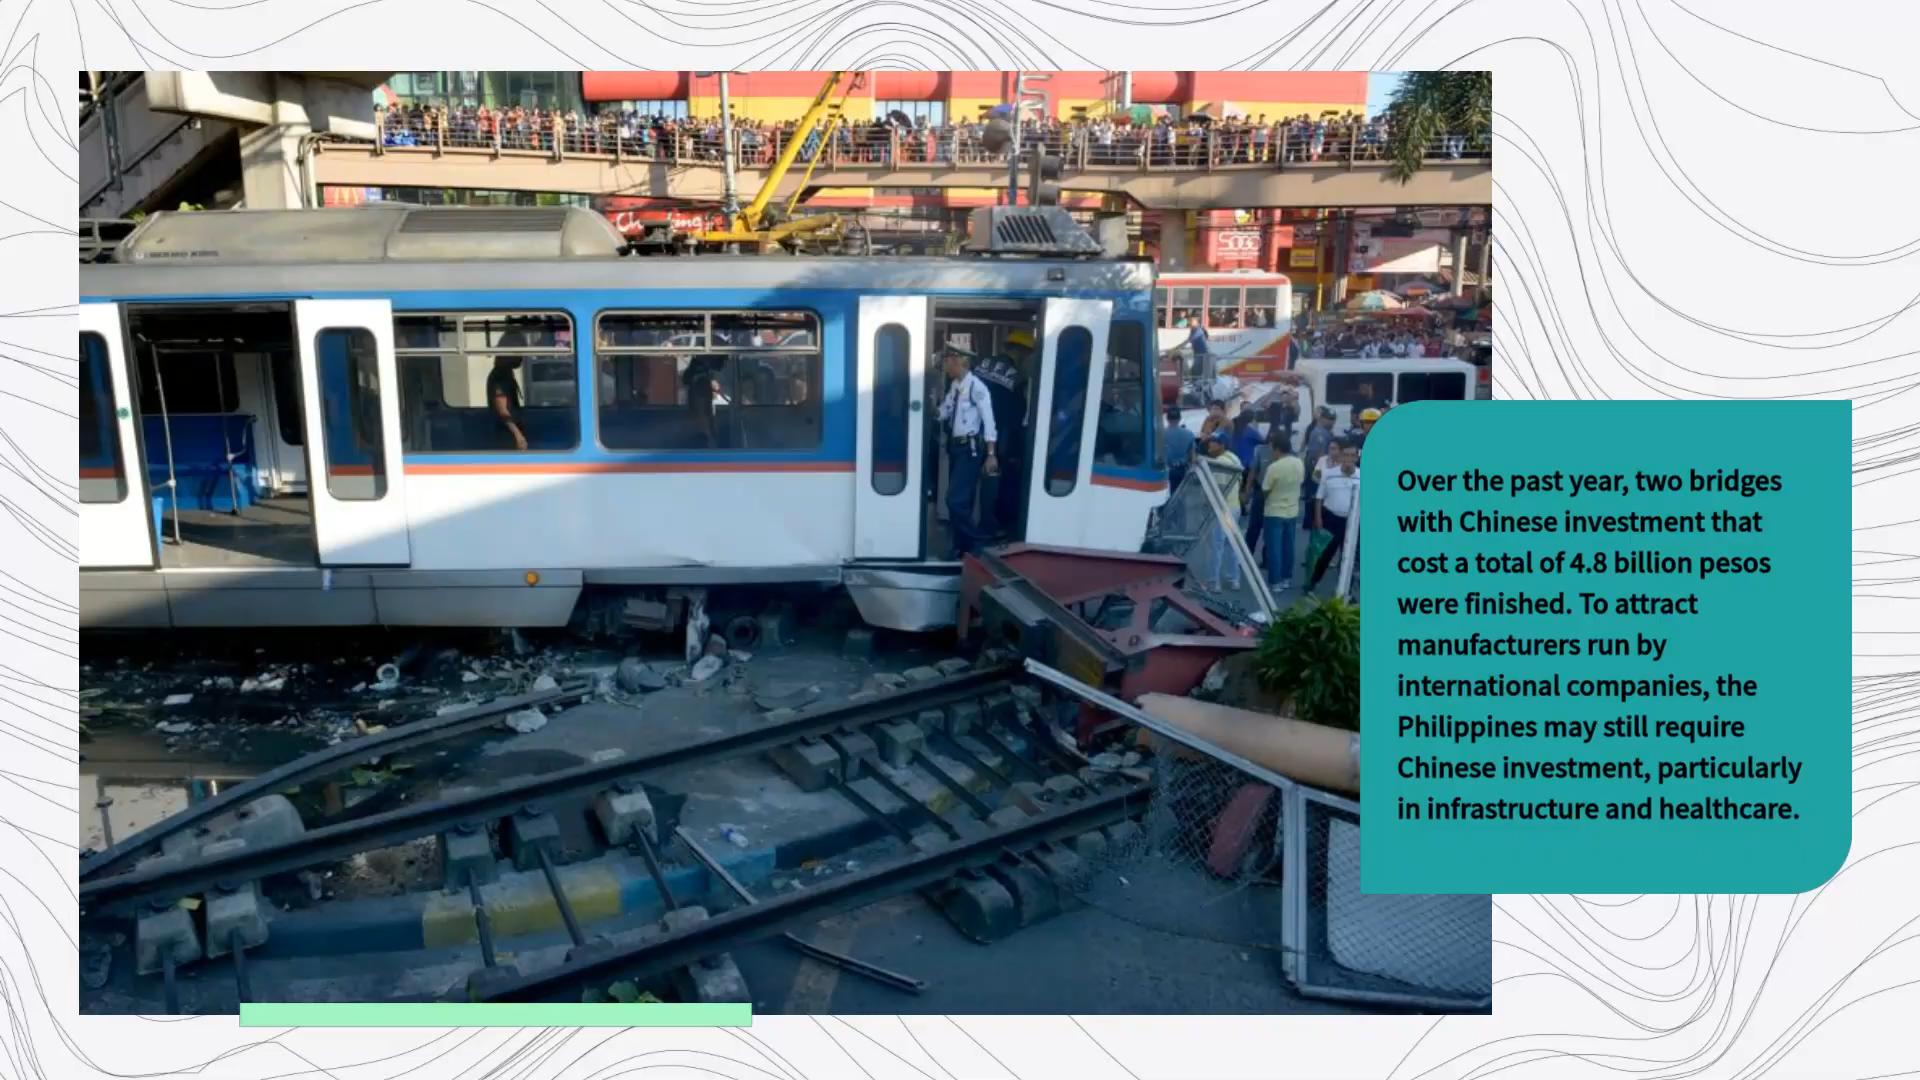 SOGO
BFP
Over the past year, two bridges
with Chinese investment that
cost a total of 4.8 billion pesos
were finished. To attract
manufacturers run by
international companies, the
Philippines may still require
Chinese investment, particularly
in infrastructure and healthcare.